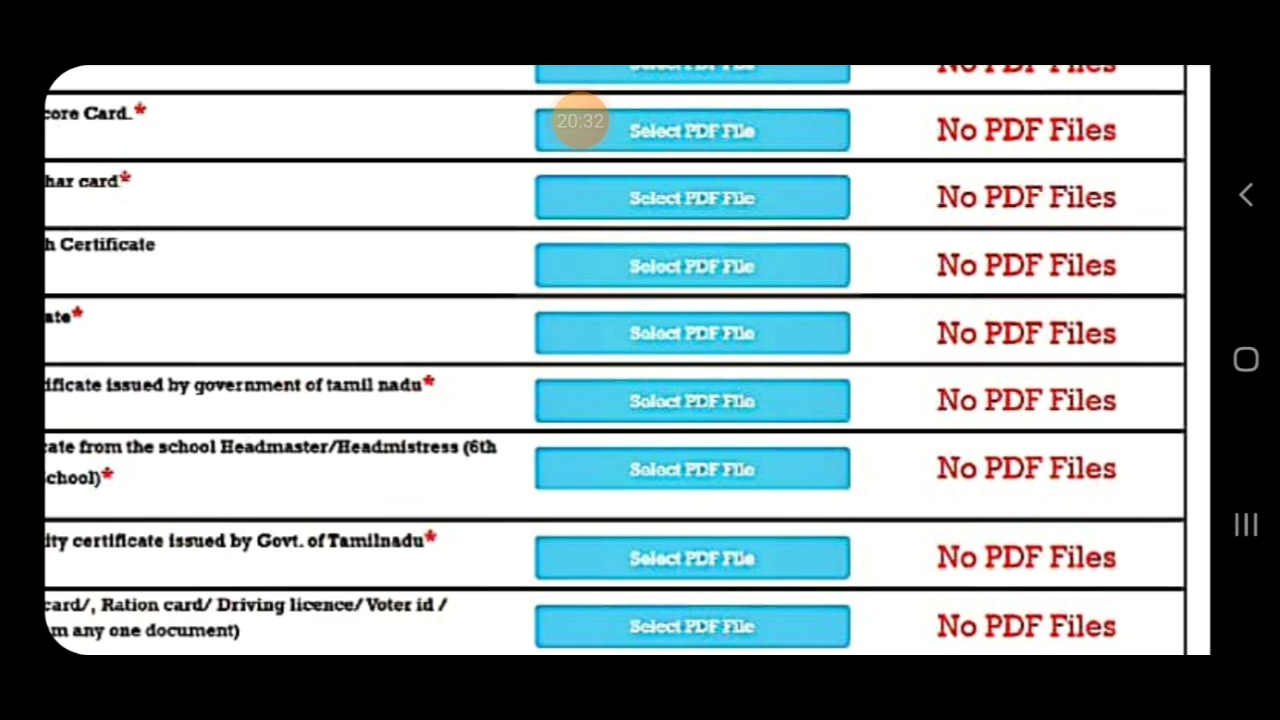 No PDF Files
core Card.*
20:32
Select PDF File
No PDF Files
har card*
Select PDF File
No PDF Files
h Certificate
Select PDF File
No PDF Files
ate*
Select PDF File
No PDF Files
ificate issued by government of tamil nadu*
Select PDF File
No PDF Files
cate from the school Headmaster/Headmistress (6th
chool)*
Select PDF File
No PDF Files
ity certificate issued by Govt. of Tamilnadu*
Select PDF File
No PDF Files
card/, Ration card/ Driving licence/ Voter id /
m any one document)
Select PDF File
No PDF Files